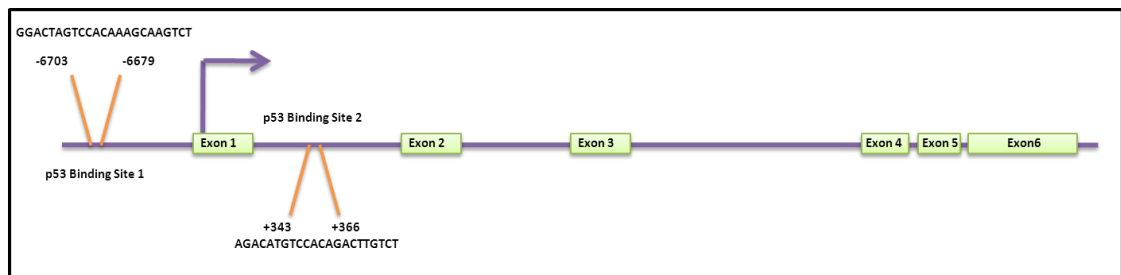 GGACTAGTCCACAAAGCAAGTCT
-6703 -6679
p53 Binding Site 2
Exon 1 Exon 2 Exon 3 Exon 4 Exon 5 Exon6
p53 Binding Site 1
+343 +366
AGACATGTCCACAGACTTGTCT